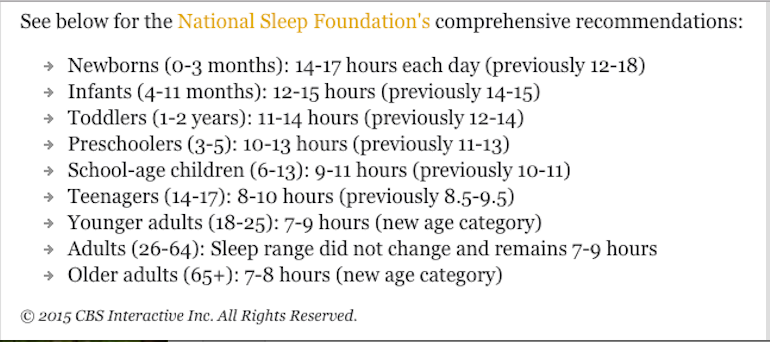 See below for the National Sleep Foundation's comprehensive recommendations:
Newborns (0-3 months): 14-17 hours each day (previously 12-18)
Infants (4-11 months): 12-15 hours (previously 14-15)
Toddlers (1-2 years): 11-14 hours (previously 12-14)
Preschoolers (3-5): 10-13 hours (previously 11-13)
School-age children (6-13): 9-11 hours (previously 10-11)
Teenagers (14-17): 8-10 hours (previously 8.5-9.5)
Younger adults (18-25): 7-9 hours (new age category)
Adults (26-64): Sleep range did not change and remains 7-9 hours
Older adults (65+): 7-8 hours (new age category)
© 2015 CBS Interactive Inc. All Rights Reserved.